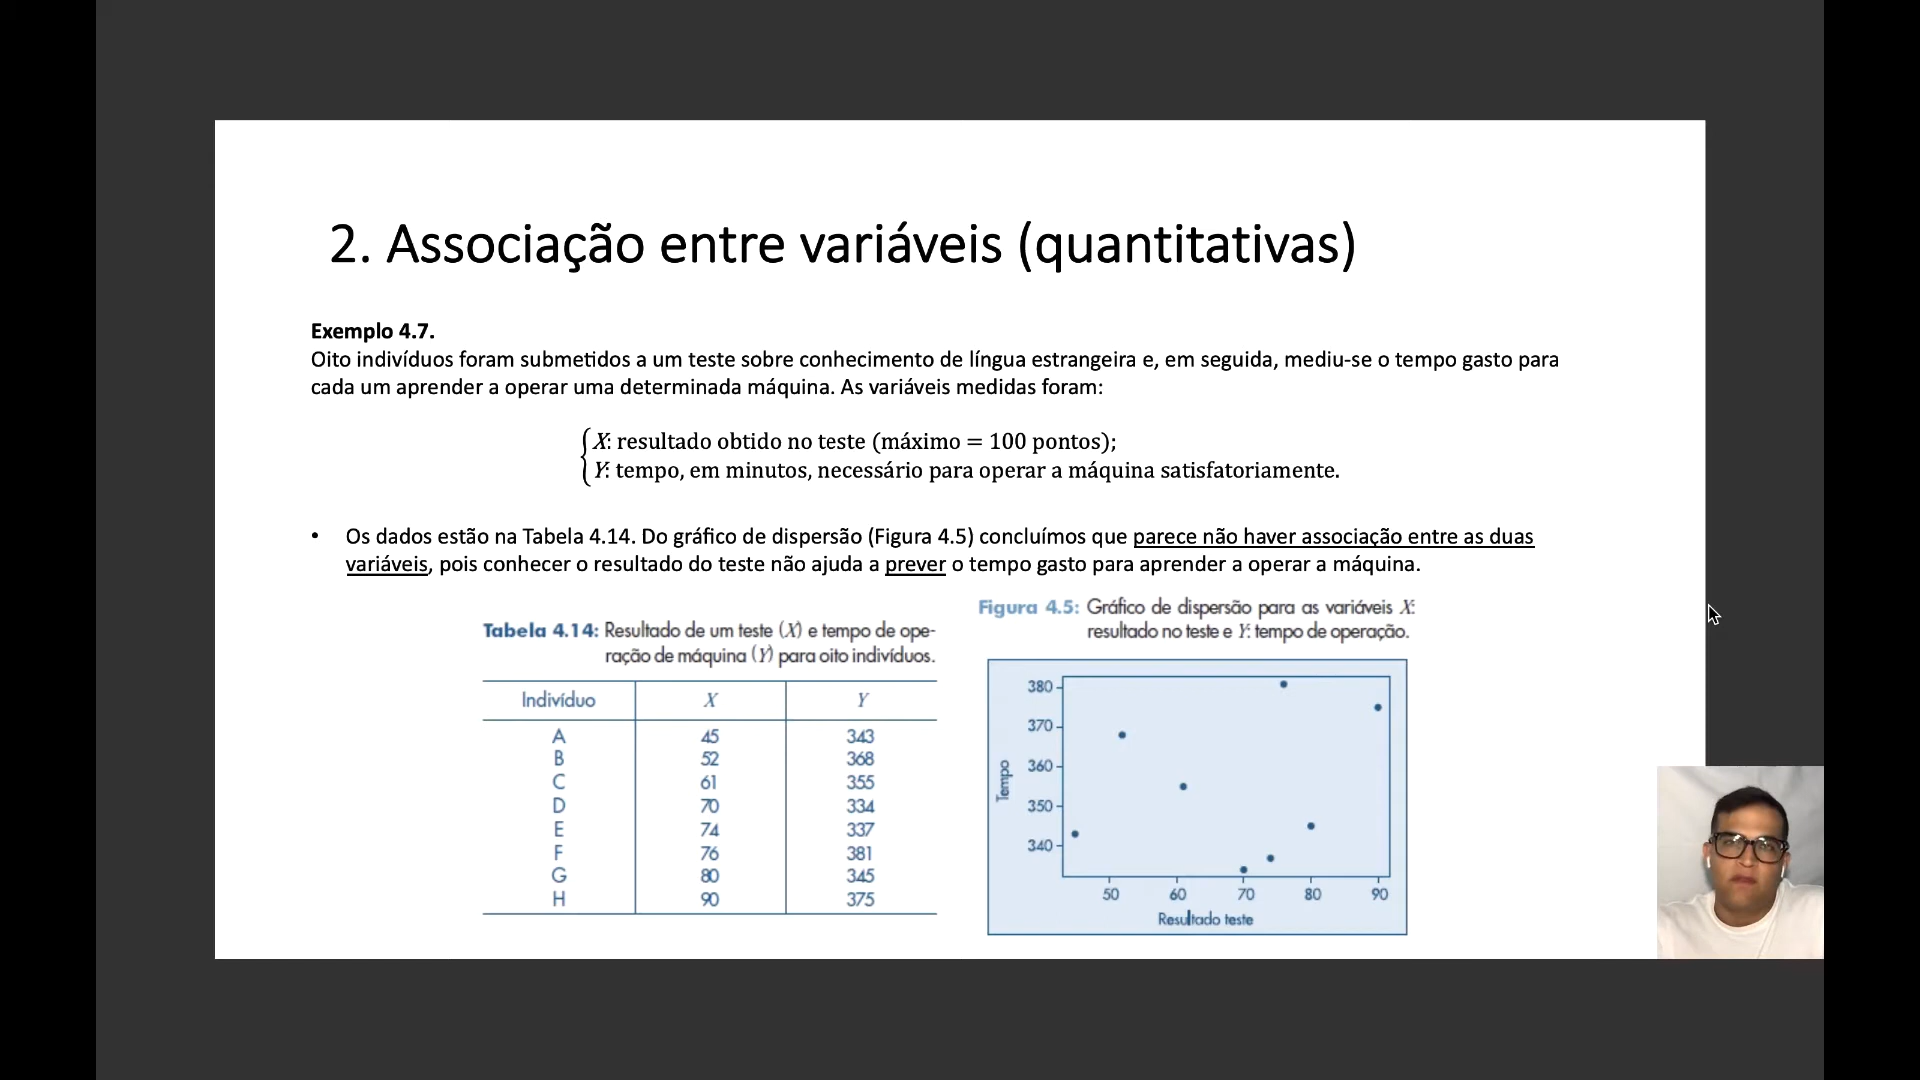 2. Associação entre variáveis (quantitativas)
Exemplo 4.7.
Oito indivíduos foram submetidos a um teste sobre conhecimento de língua estrangeira e, em seguida, mediu-se o tempo gasto para
cada um aprender a operar uma determinada máquina. As variáveis medidas foram:
X: resultado obtido no teste (máximo = 100 pontos);
Y: tempo, em minutos, necessário para operar a máquina satisfatoriamente.
• Os dados estão na Tabela 4.14. Do gráfico de dispersão (Figura 4.5) concluímos que parece não haver associação entre as duas
variáveis, pois conhecer o resultado do teste não ajuda a prever o tempo gasto para aprender a operar a máquina.
Tabela 4.14: Resultado de um teste (X) e tempo de ope-
ração de máquina (Y) para oito indivíduos.
Indivíduo X Y
A 45 343
B 52 368
C 61 355
D 70 334
E 74 337
F 76 381
G 80 345
H 90 375
Figura 4.5: Gráfico de dispersão para as variáveis X:
resultado no teste e Y: tempo de operação.
380
370
360
350
340
Tempo
50 60 70 80 90
Resultado teste